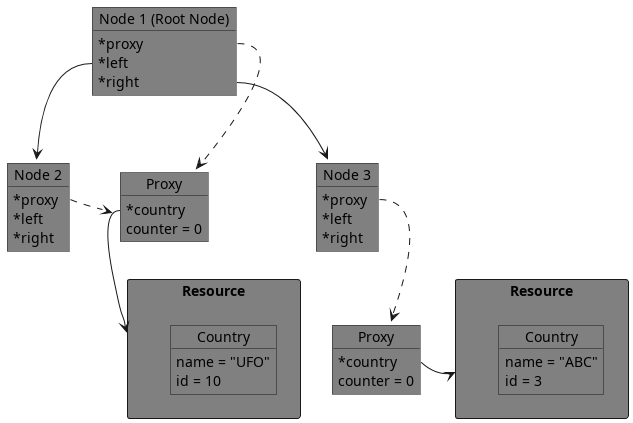 Node 1 (Root Node)
*proxy
*left
*right
Node 2
*proxy
*left
*right
Proxy
*country
counter = 0
Node 3
*proxy
*left
*right
Resource
Country
name = "UFO"
id = 10
Proxy
*country
counter = 0
Resource
Country
name = "ABC"
id = 3